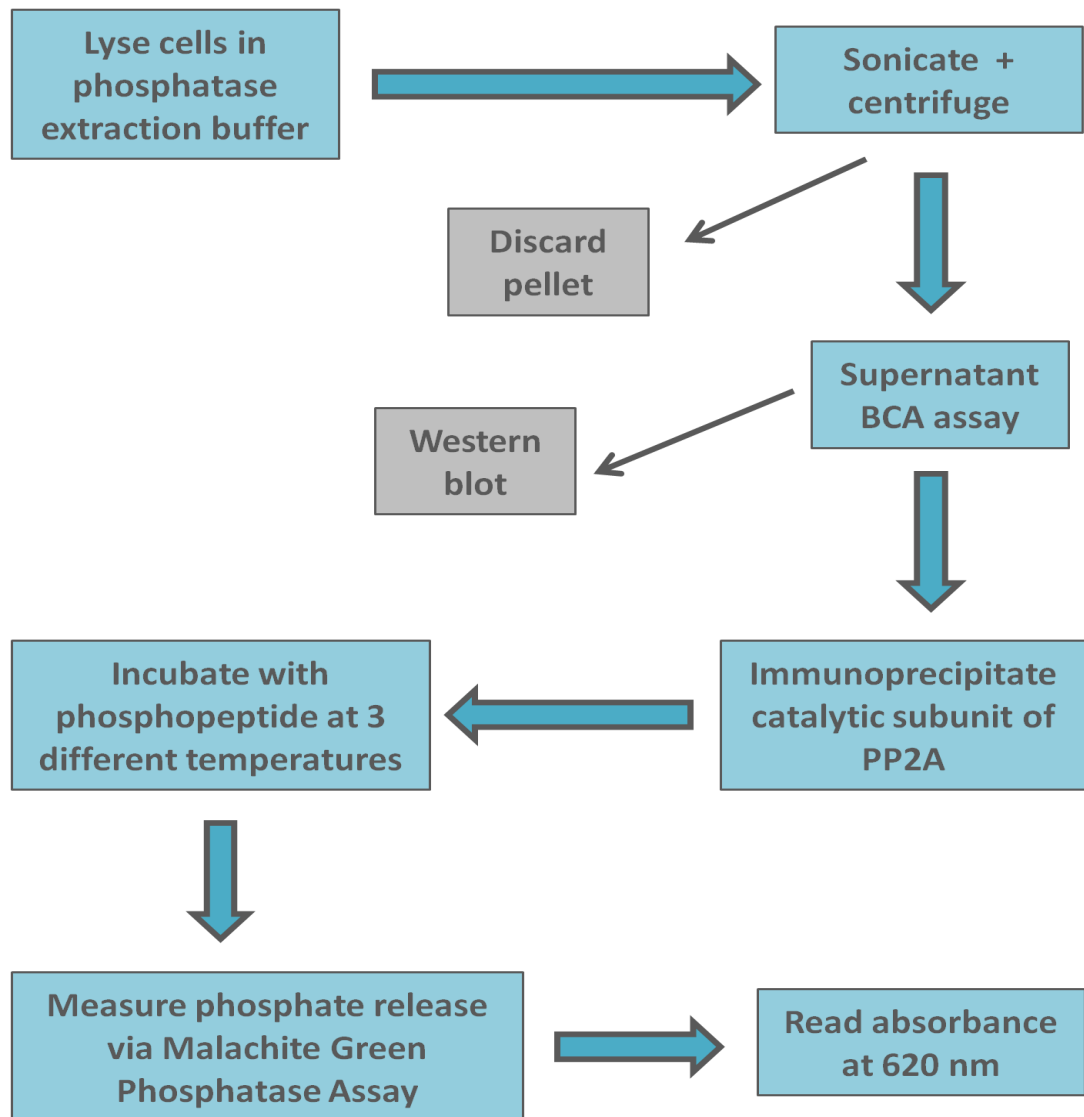 Lyse cells in
phosphatase
extraction buffer
Sonicate +
centrifuge
Discard
pellet
Supernatant
BCA assay
Western
blot
Immunoprecipitate
catalytic subunit of
PP2A
Incubate with
phosphopeptide at 3
different temperatures
Measure phosphate release
via Malachite Green
Phosphatase Assay
Read absorbance
at 620 nm